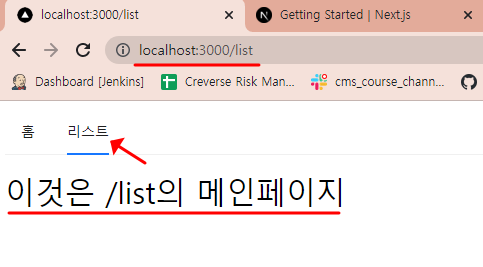 localhost:3000/list
Getting Started | Next.js
localhost:3000/list
Dashboard [Jenkins]
Creverse Risk Man...
cms_course_chann...
홈
리스트
이것은 /list의 메인페이지